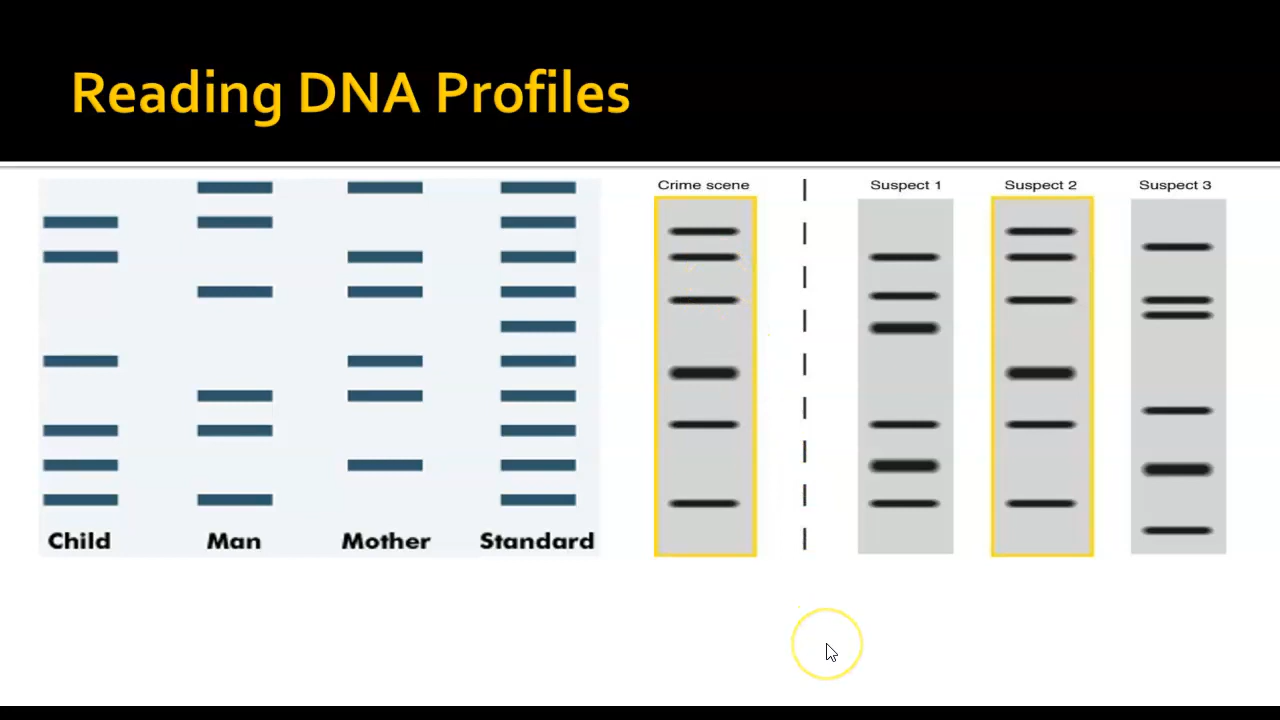 Reading DNA Profiles
Crime scene
Suspect 1
Suspect 2
Suspect 3
Child
Man
Mother
Standard